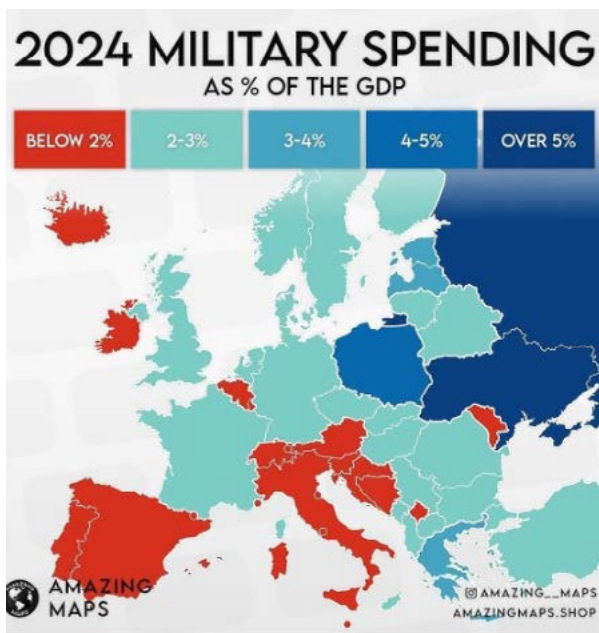 2024 MILITARY SPENDING
AS % OF THE GDP
BELOW 2%
2-3%
3-4%
4-5%
OVER 5%
AMAZING
MAPS
AMAZING__MAPS
AMAZINGMAPS.SHOP